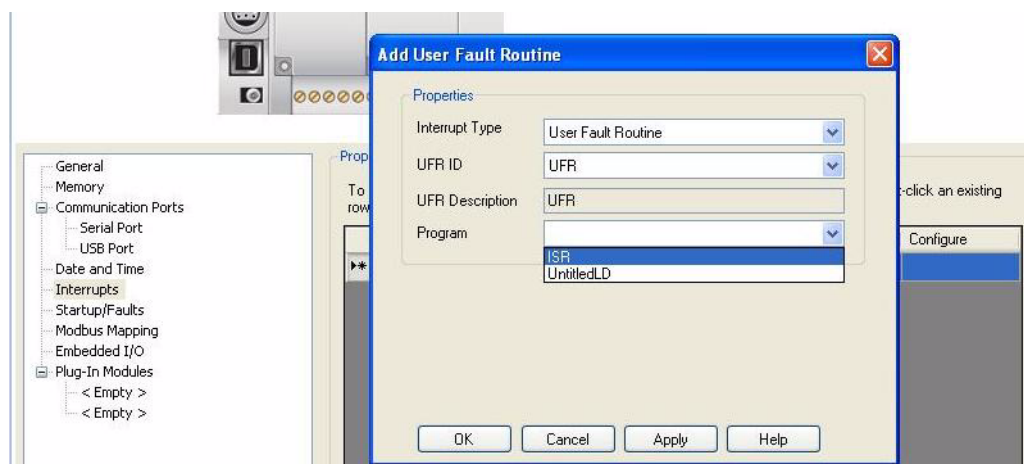 Add User Fault Routine
Properties
Interrupt Type User Fault Routine
UFR ID UFR
UFR Description UFR
Program
ISR
UntitledLD
OK Cancel Apply Help
General
Memory
Communication Ports
Serial Port
USB Port
Date and Time
Interrupts
Startup/Faults
Modbus Mapping
Embedded I/O
Plug-In Modules
< Empty >
< Empty >
Prop
To
row
-click an existing
Configure